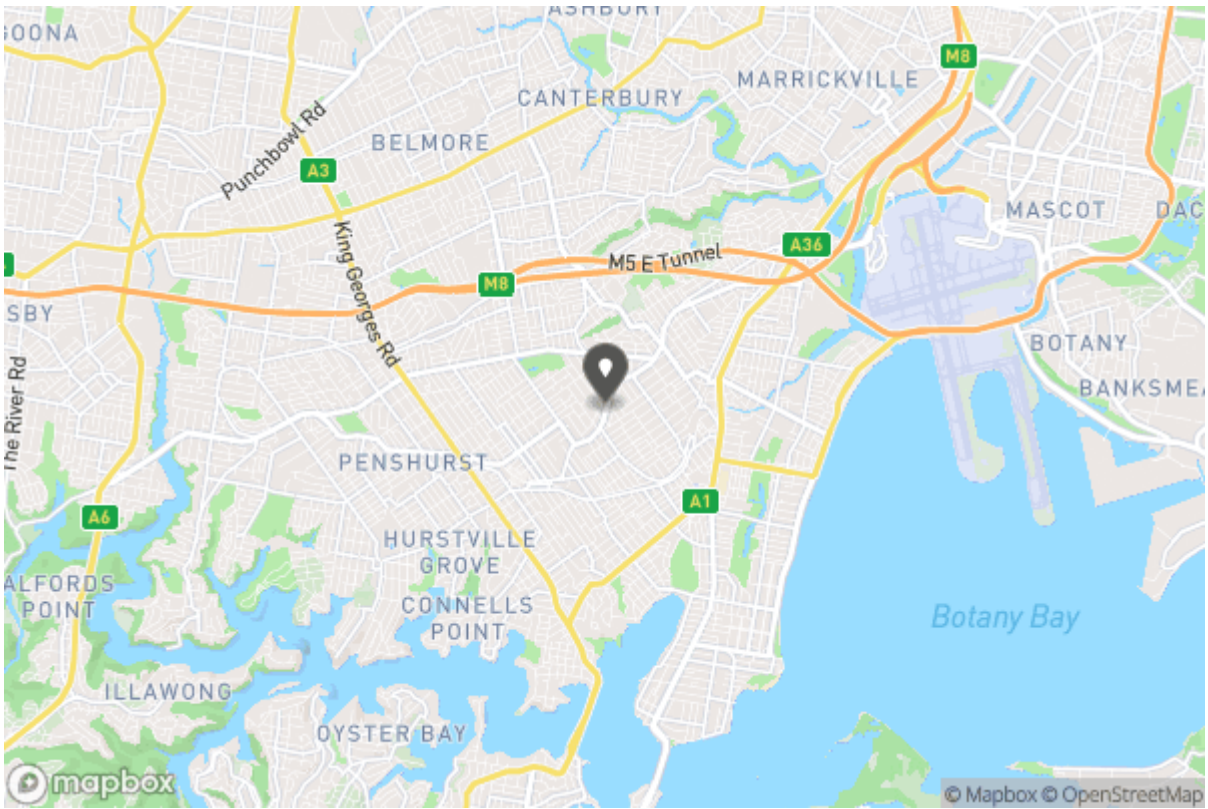 GOONA
ASHBURY
M8
MARRICKVILLE
CANTERBURY
Punchbowl Rd
BELMORE
A3
MASCOT
DAC
King Georges Rd
A36
M5 E Tunnel
M8
SBY
BOTANY
The River Rd
BANKSMEA
PENSHURST
A1
A6
HURSTVILLE
GROVE
ALFORDS
POINT
CONNELLS
POINT
Botany Bay
ILLAWONG
OYSTER BAY
mapbox
© Mapbox © OpenStreetMap